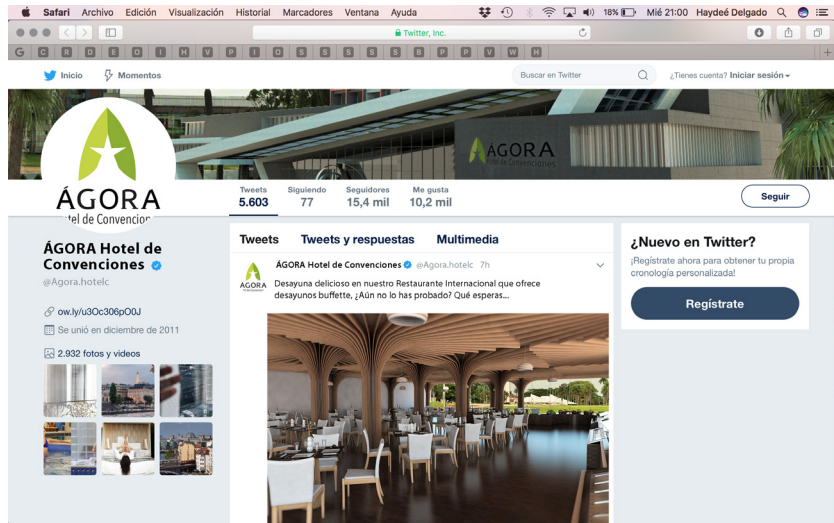 Safari Archivo Edición Visualización Historial Marcadores Ventana Ayuda 18% Mié 21:00 Haydeé Delgado
Twitter, Inc.
G C R D E O I H V P I O S S S S S B P P V W H
Inicio Momentos Buscar en Twitter ¿Tienes cuenta? Iniciar sesión
ÁGORA
Hotel de Convenciones
ÁGORA
tel de Convencion
Tweets Siguiendo Seguidores Me gusta
5.603 77 15,4 mil 10,2 mil
Seguir
ÁGORA Hotel de
Convenciones
@Agora.hotelc
ow.ly/u3Oc306pO0J
Se unió en diciembre de 2011
2.932 fotos y videos
Tweets Tweets y respuestas Multimedia
ÁGORA Hotel de Convenciones @Agora.hotelc 7h
ÁGORA
Desayuna delicioso en nuestro Restaurante Internacional que ofrece
desayunos buffette, ¿Aún no lo has probado? Qué esperas...
¿Nuevo en Twitter?
¡Regístrate ahora para obtener tu propia
cronología personalizada!
Regístrate